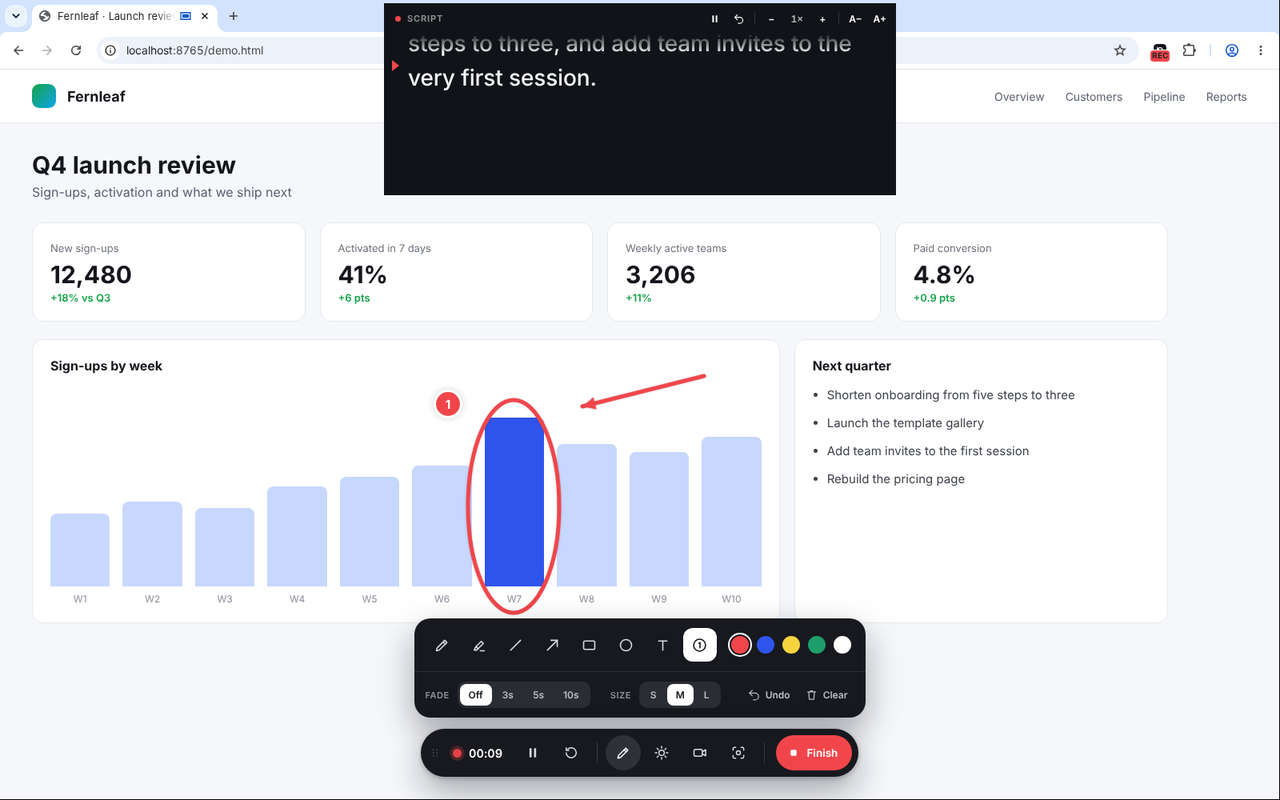 Fernleaf · Launch revie
localhost:8765/demo.html
REC
SCRIPT
1×
A− A+
steps to three, and add team invites to the
very first session.
Fernleaf
Overview Customers Pipeline Reports
Q4 launch review
Sign-ups, activation and what we ship next
New sign-ups
12,480
+18% vs Q3
Activated in 7 days
41%
+6 pts
Weekly active teams
3,206
+11%
Paid conversion
4.8%
+0.9 pts
Sign-ups by week
1
W1 W2 W3 W4 W5 W6 W7 W8 W9 W10
Next quarter
• Shorten onboarding from five steps to three
• Launch the template gallery
• Add team invites to the first session
• Rebuild the pricing page
T 1
FADE Off 3s 5s 10s SIZE S M L Undo Clear
00:09 Finish